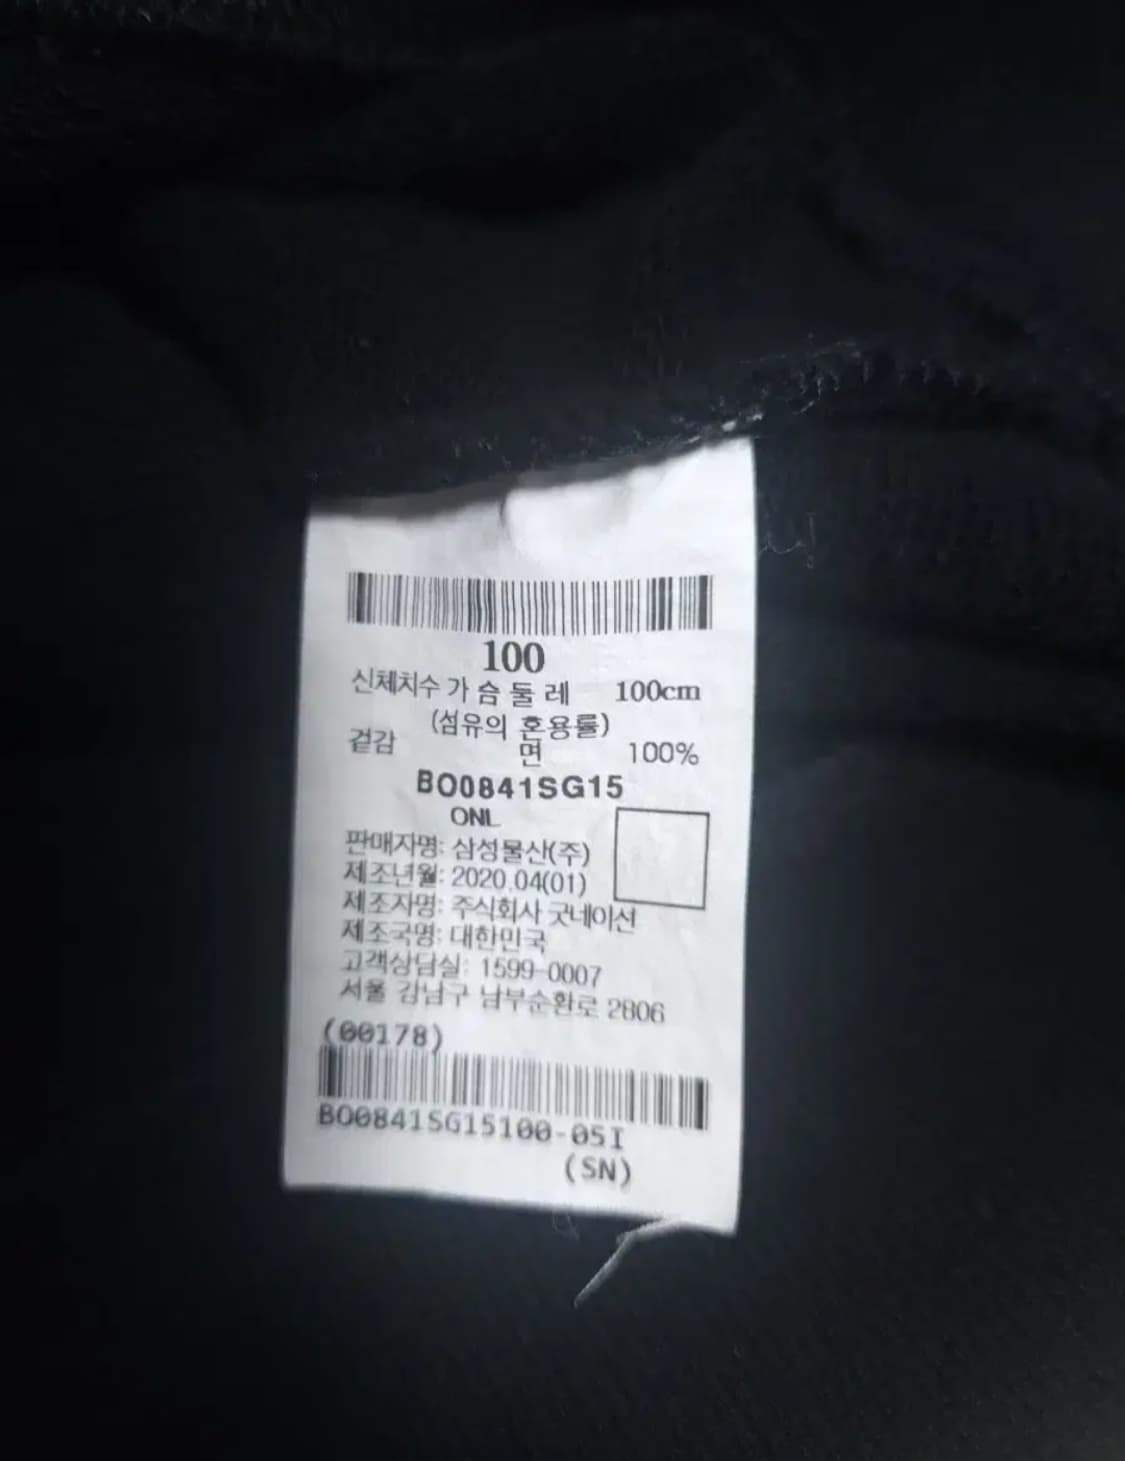 100
신체치수 가 슴 둘 레 100cm
(섬유의 혼용률)
겉감 면 100%
BO0841SG15
ONL
판매자명: 삼성물산(주)
제조년월: 2020.04(01)
제조자명: 주식회사 굿네이션
제조국명: 대한민국
고객상담실: 1599-0007
서울 강남구 남부순환로 2806
(00178)
BO0841SG15100-05I
(SN)